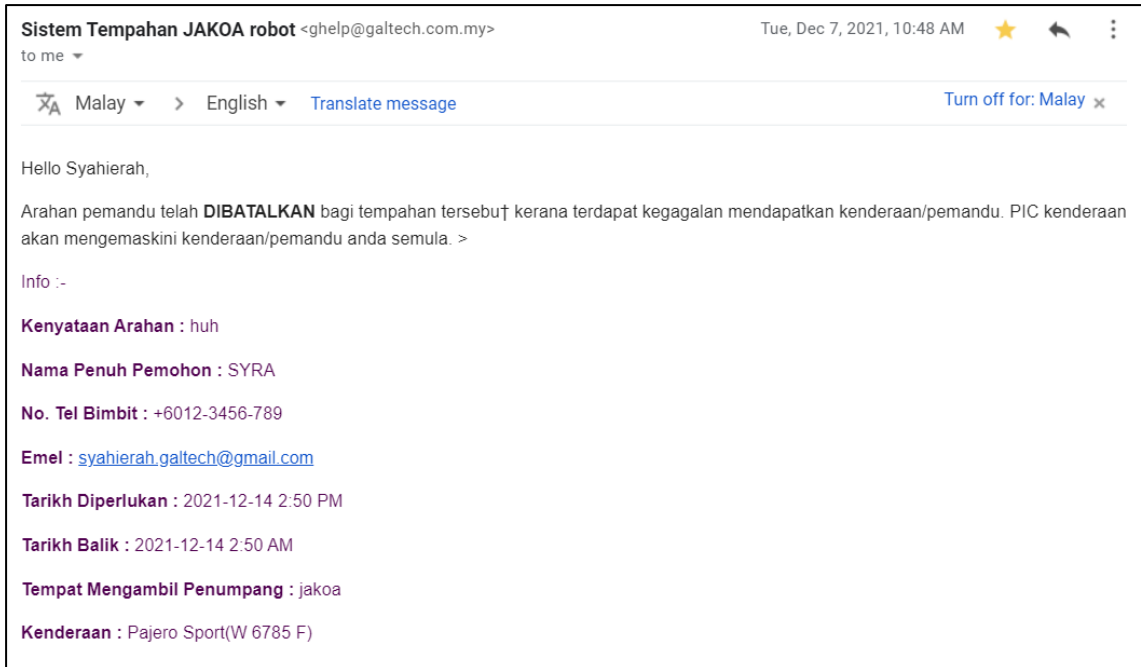 Sistem Tempahan JAKOA robot <ghelp@galtech.com.my> Tue, Dec 7, 2021, 10:48 AM
to me
Malay > English Translate message Turn off for: Malay ×
Hello Syahierah,
Arahan pemandu telah DIBATALKAN bagi tempahan tersebu† kerana terdapat kegagalan mendapatkan kenderaan/pemandu. PIC kenderaan
akan mengemaskini kenderaan/pemandu anda semula. >
Info :-
Kenyataan Arahan : huh
Nama Penuh Pemohon : SYRA
No. Tel Bimbit : +6012-3456-789
Emel : syahierah.galtech@gmail.com
Tarikh Diperlukan : 2021-12-14 2:50 PM
Tarikh Balik : 2021-12-14 2:50 AM
Tempat Mengambil Penumpang : jakoa
Kenderaan : Pajero Sport(W 6785 F)